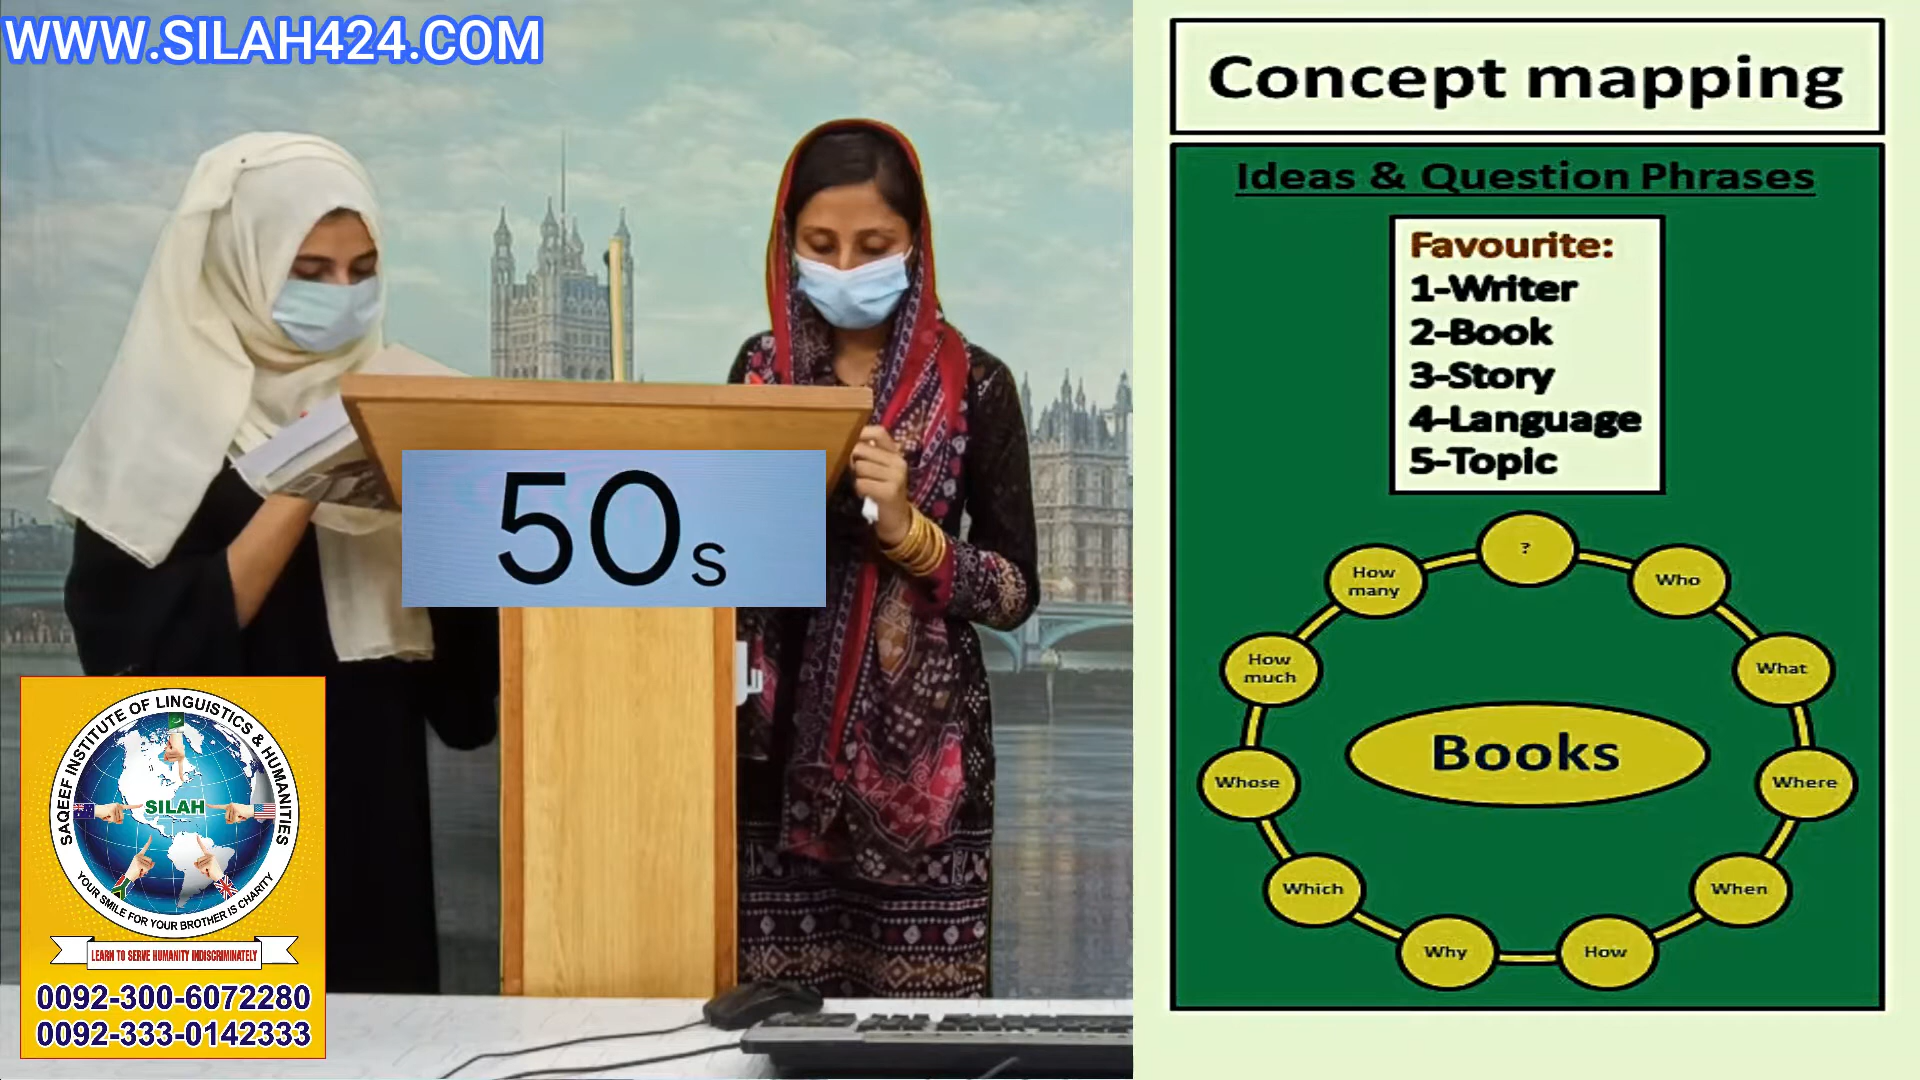 WWW.SILAH424.COM
50s
SAQEEF INSTITUTE OF LINGUISTICS & HUMANITIES
SILAH
YOUR SMILE FOR YOUR BROTHER IS CHARITY
LEARN TO SERVE HUMANITY INDISCRIMINATELY
0092-300-6072280
0092-333-0142333
Concept mapping
Ideas & Question Phrases
Favourite:
1-Writer
2-Book
3-Story
4-Language
5-Topic
?
Who
What
Where
When
How
Why
Which
Whose
How
much
How
many
Books